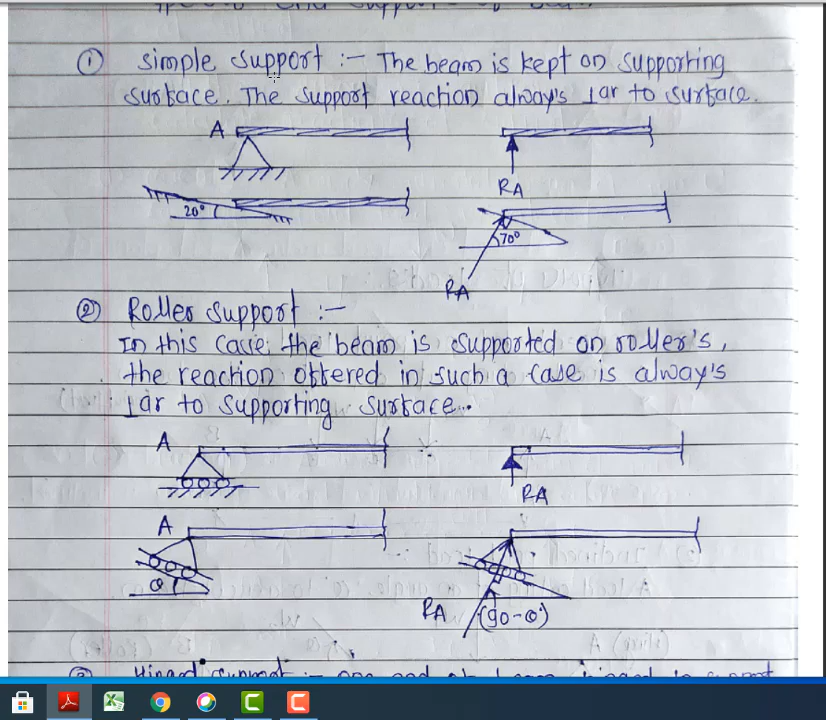 ① Simple Support :- The beam is kept on supporting
surface. The support reaction always's ⊥ar to surface.
A
RA
20°
70°
RA
② Roller Support :-
In this case, the beam is supported on roller's,
the reaction offered in such a case is always's
⊥ar to supporting surface.
A
RA
A
θ
RA
(90-θ)